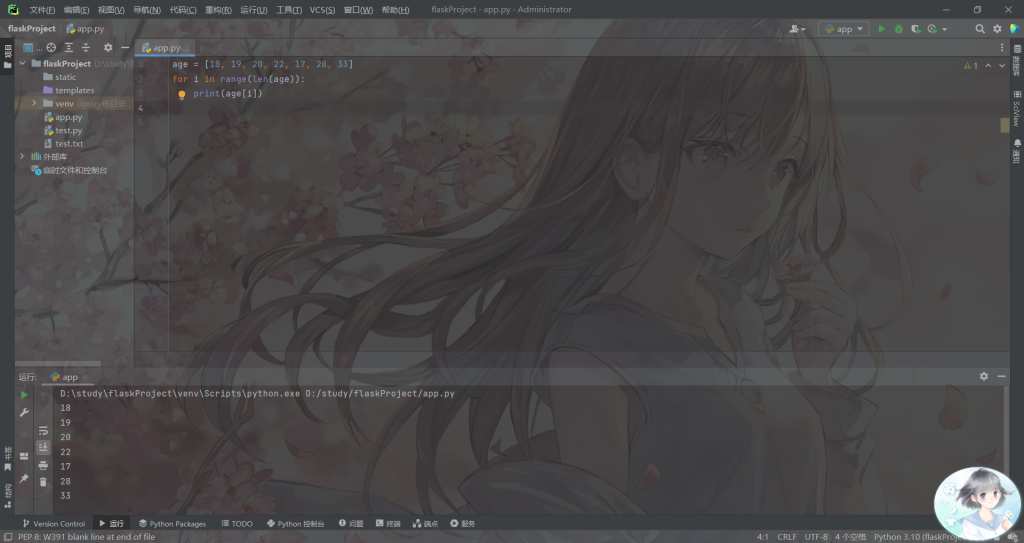 文件(F) 编辑(E) 视图(V) 导航(N) 代码(C) 重构(R) 运行(U) 工具(T) VCS(S) 窗口(W) 帮助(H) flaskProject - app.py - Administrator
flaskProject app.py app
项目 ... app.py
flaskProject D:\study\f
static
templates
venv library根目录
app.py
test.py
test.txt
外部库
临时文件和控制台
1
2
3
4
5
age = [18, 19, 20, 22, 17, 28, 33]
for i in range(len(age)):
print(age[i])
1
数据库
SciView
通知
运行: app
D:\study\flaskProject\venv\Scripts\python.exe D:/study/flaskProject/app.py
18
19
20
22
17
28
33
书签
结构
Version Control 运行 Python Packages TODO Python 控制台 问题 终端 端点 服务
PEP 8: W391 blank line at end of file 4:1 CRLF UTF-8 4 个空格 Python 3.10 (flaskProj